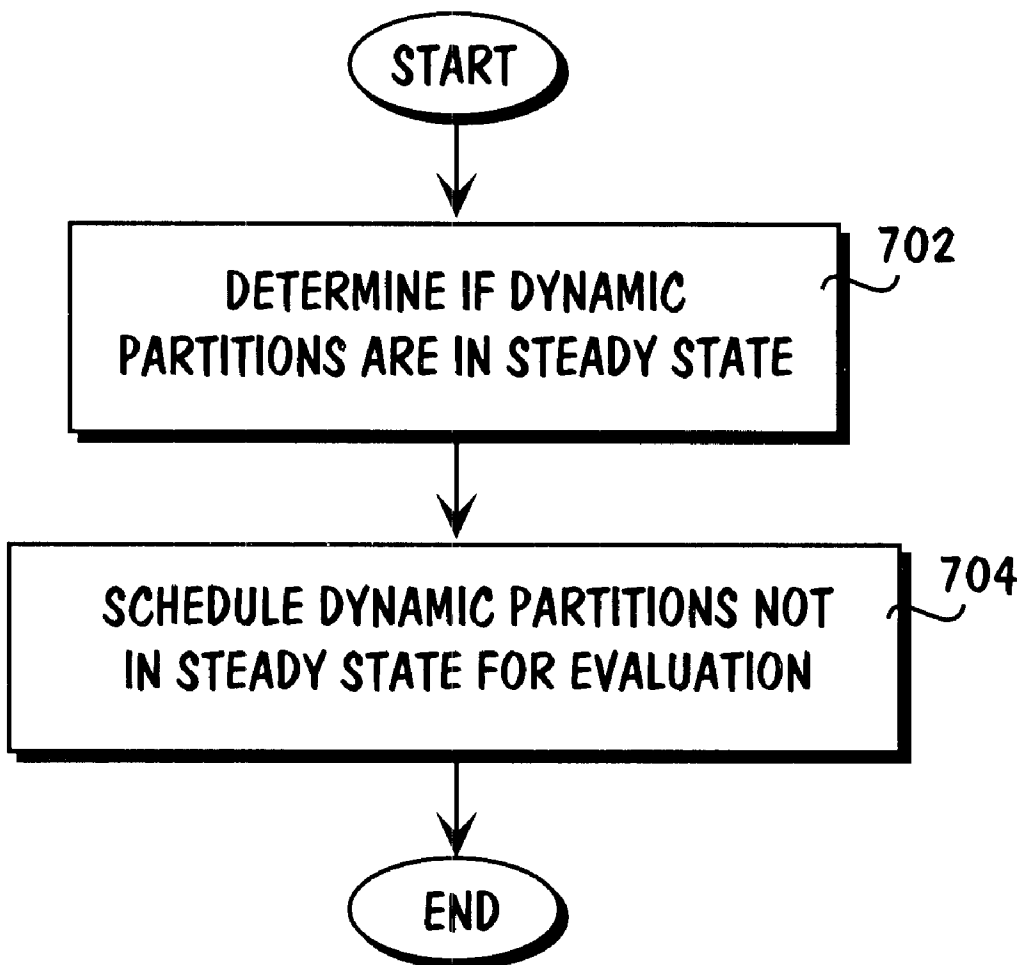 START
702
DETERMINE IF DYNAMIC
PARTITIONS ARE IN STEADY STATE
704
SCHEDULE DYNAMIC PARTITIONS NOT
IN STEADY STATE FOR EVALUATION
END